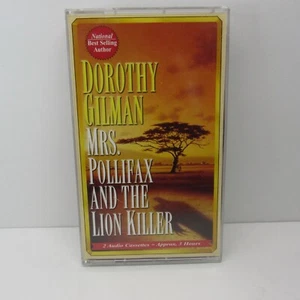 National
Best Selling
Author
DOROTHY
GILMAN
MRS.
POLLIFAX
AND THE
LION KILLER
2 Audio Cassettes • Approx. 3 Hours